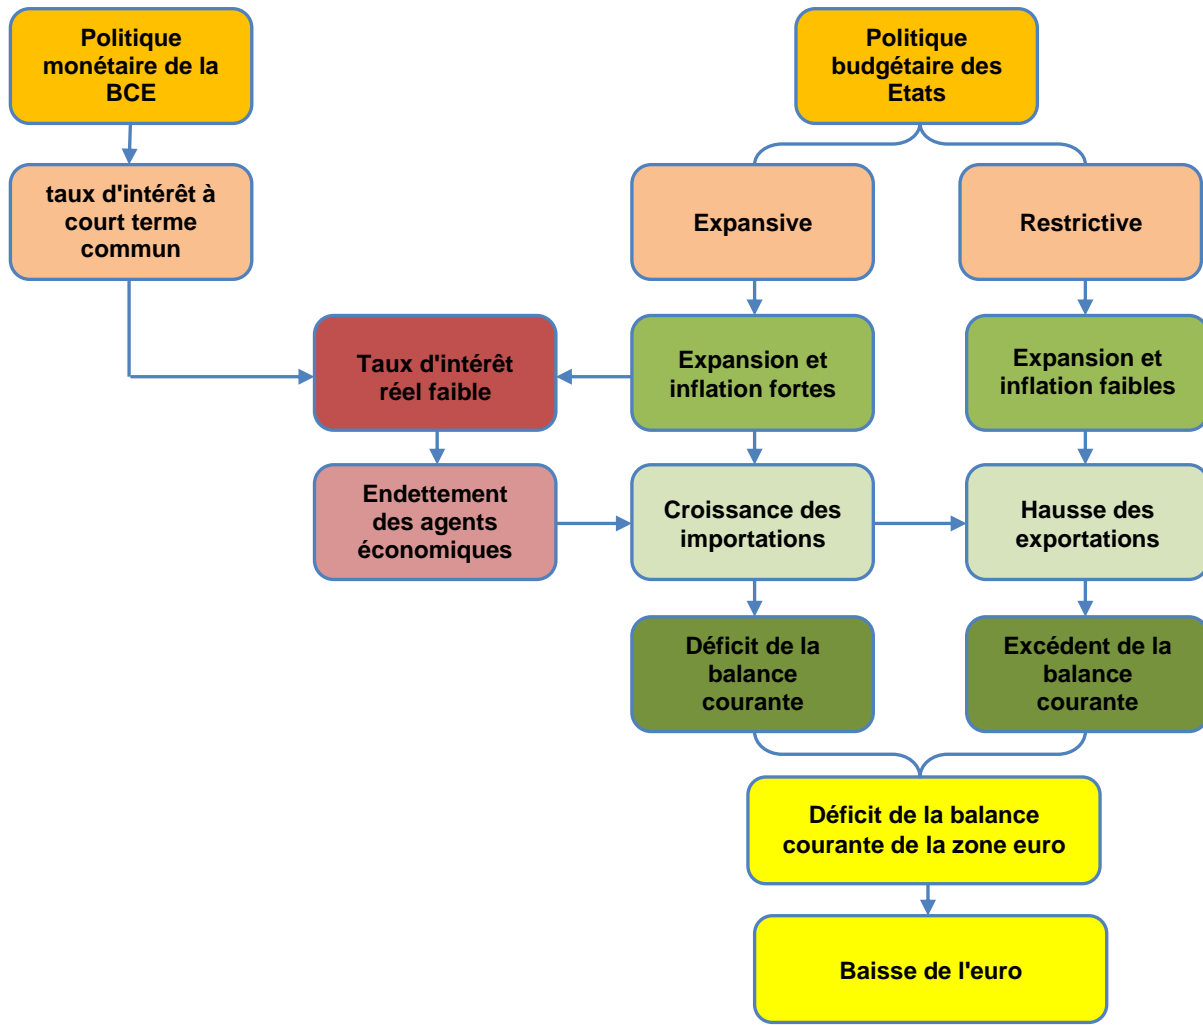 Politique
monétaire de la
BCE
Politique
budgétaire des
Etats
taux d'intérêt à
court terme
commun
Expansive
Restrictive
Taux d'intérêt
réel faible
Expansion et
inflation fortes
Expansion et
inflation faibles
Endettement
des agents
économiques
Croissance des
importations
Hausse des
exportations
Déficit de la
balance
courante
Excédent de la
balance
courante
Déficit de la balance
courante de la zone euro
Baisse de l'euro